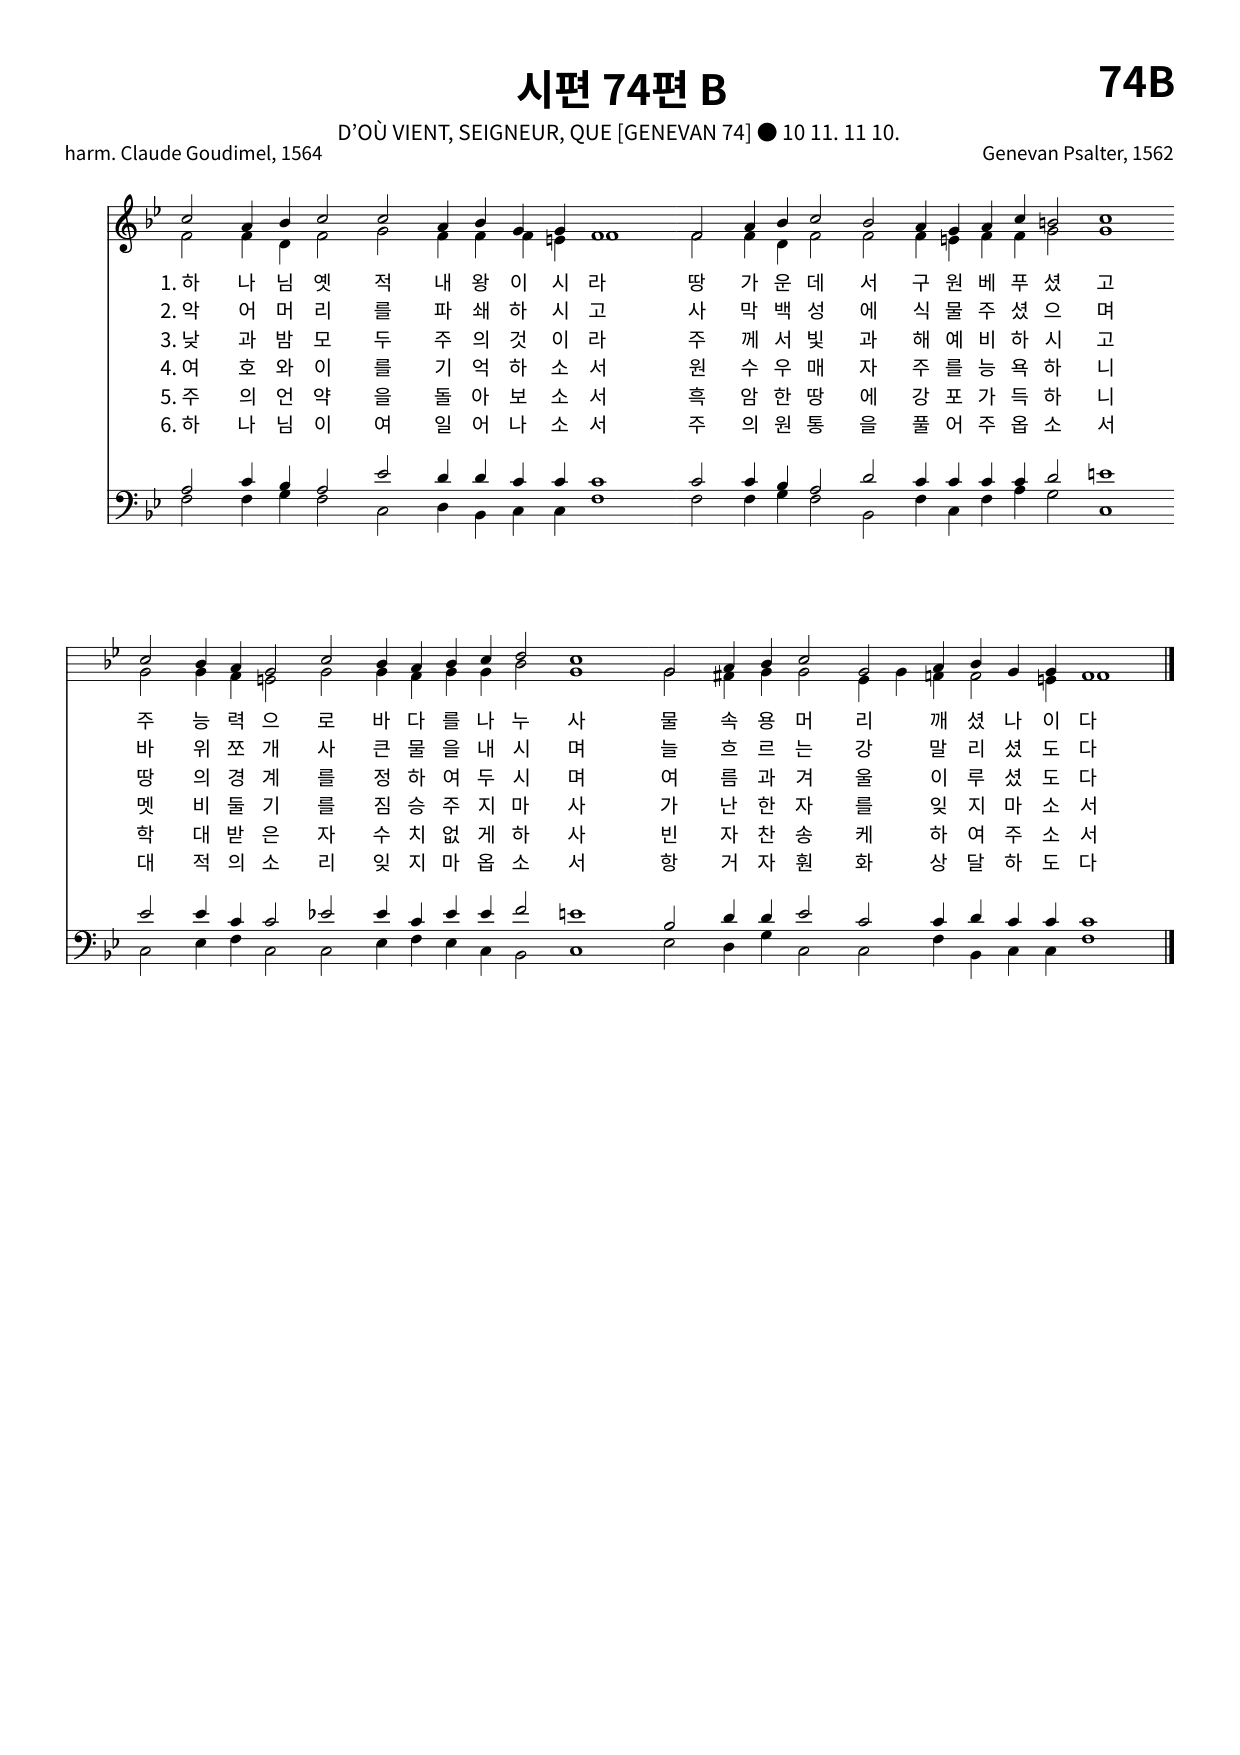 시편 74편 B
74B
D’OÙ VIENT, SEIGNEUR, QUE [GENEVAN 74] ● 10 11. 11 10.
harm. Claude Goudimel, 1564
Genevan Psalter, 1562
1. 하 나 님 옛 적 내 왕 이 시 라 땅 가 운 데 서 구 원 베 푸 셨 고
2. 악 어 머 리 를 파 쇄 하 시 고 사 막 백 성 에 식 물 주 셨 으 며
3. 낮 과 밤 모 두 주 의 것 이 라 주 께 서 빛 과 해 예 비 하 시 고
4. 여 호 와 이 를 기 억 하 소 서 원 수 우 매 자 주 를 능 욕 하 니
5. 주 의 언 약 을 돌 아 보 소 서 흑 암 한 땅 에 강 포 가 득 하 니
6. 하 나 님 이 여 일 어 나 소 서 주 의 원 통 을 풀 어 주 옵 소 서
주 능 력 으 로 바 다 를 나 누 사 물 속 용 머 리 깨 셨 나 이 다
바 위 쪼 개 사 큰 물 을 내 시 며 늘 흐 르 는 강 말 리 셨 도 다
땅 의 경 계 를 정 하 여 두 시 며 여 름 과 겨 울 이 루 셨 도 다
멧 비 둘 기 를 짐 승 주 지 마 사 가 난 한 자 를 잊 지 마 소 서
학 대 받 은 자 수 치 없 게 하 사 빈 자 찬 송 케 하 여 주 소 서
대 적 의 소 리 잊 지 마 옵 소 서 항 거 자 훤 화 상 달 하 도 다